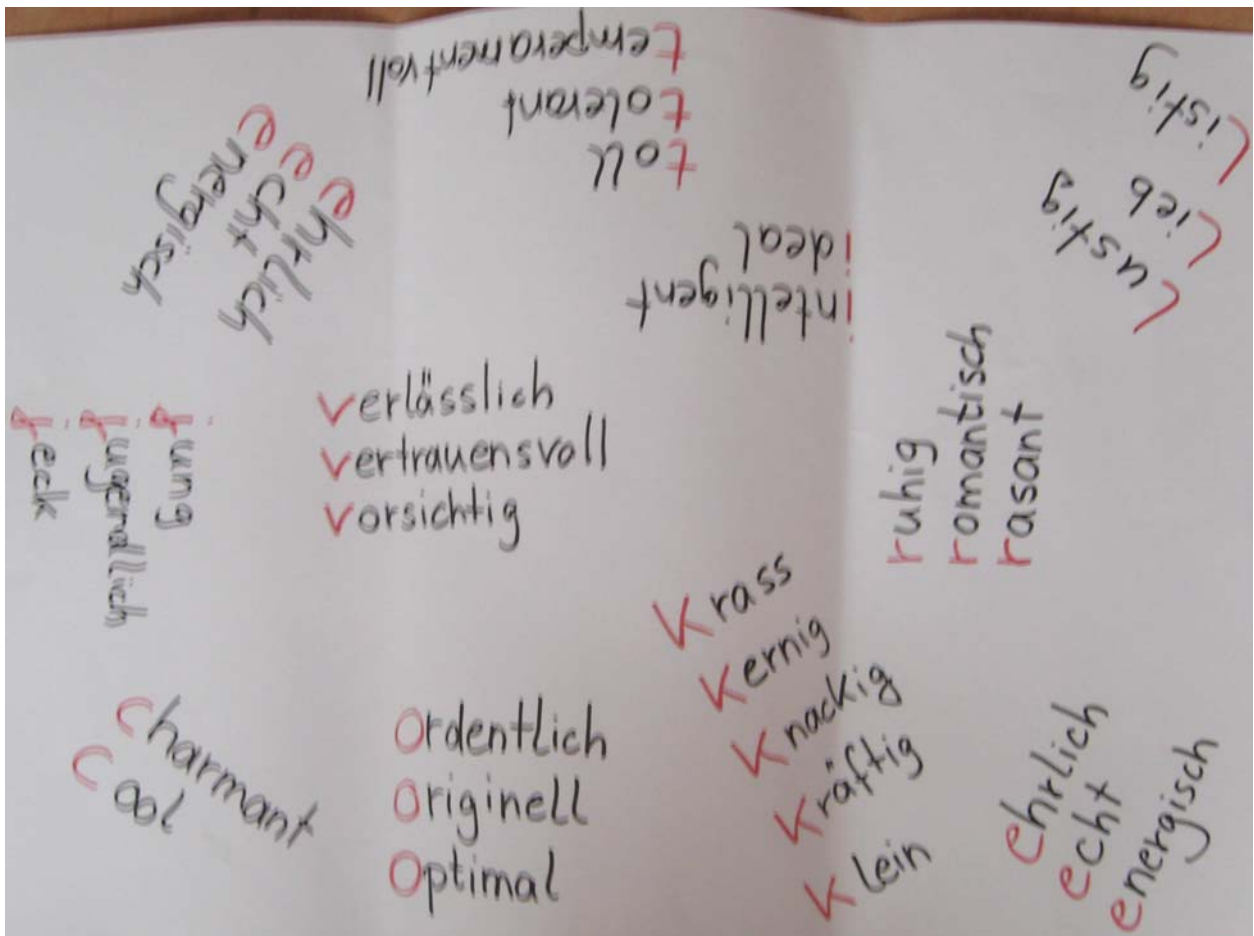 toll
tolerant
temperamentvoll
lustig
lieb
listig
ehrlich
echt
energisch
intelligent
ideal
jung
jugendlich
jeck
verlässlich
vertrauensvoll
vorsichtig
ruhig
romantisch
rasant
krass
kernig
knackig
kräftig
klein
charmant
cool
ordentlich
originell
optimal
ehrlich
echt
energisch